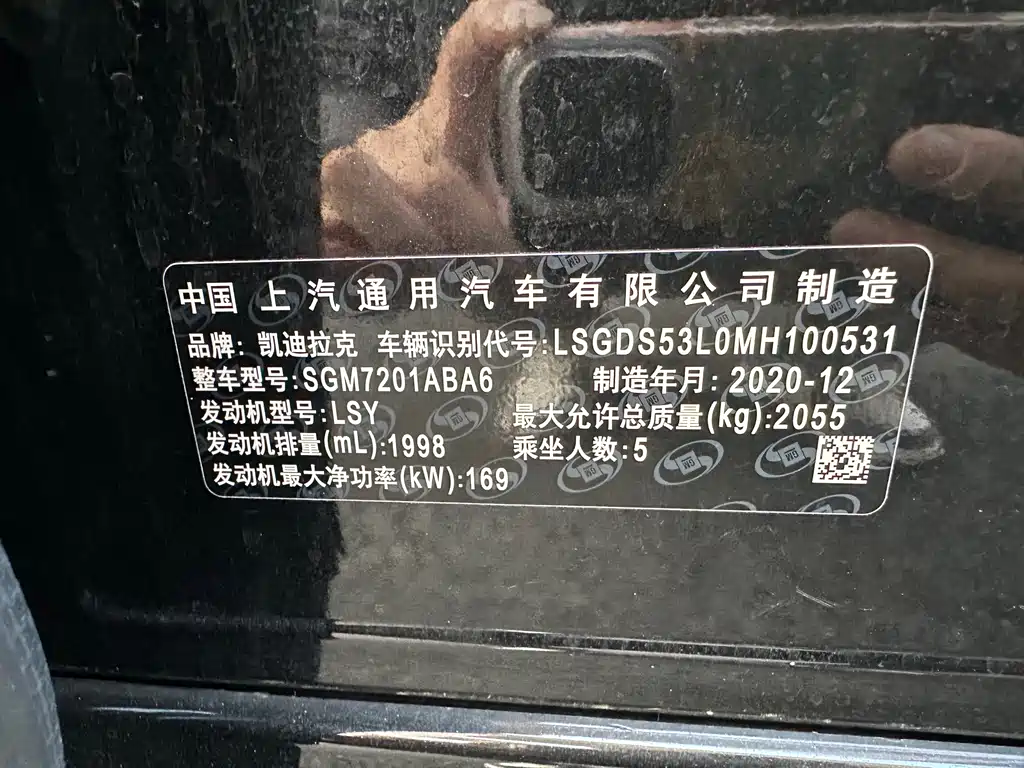 中国 上汽通用汽车有限公司制造
品牌: 凯迪拉克 车辆识别代号:LSGDS53L0MH100531
整车型号:SGM7201ABA6 制造年月: 2020-12
发动机型号:LSY 最大允许总质量(kg):2055
发动机排量(mL):1998 乘坐人数:5
发动机最大净功率(kW):169